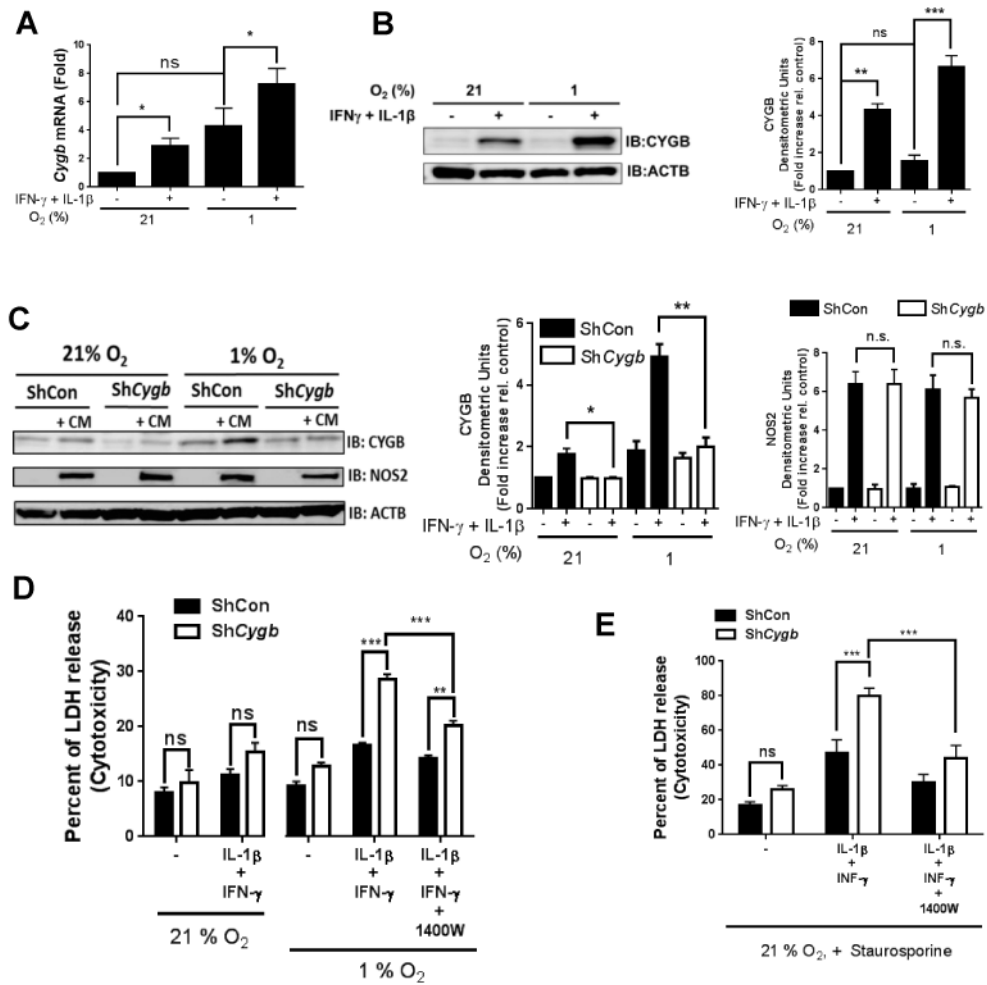 A
Cygb mRNA (Fold)
10
8
6
4
2
0
ns
*
*
IFN-γ + IL-1β - + - +
O2 (%) 21 1
B
O2 (%) 21 1
IFNγ + IL-1β - + - +
IB:CYGB
IB:ACTB
CYGB
Densitometric Units
(Fold increase rel. control)
8
6
4
2
0
ns
**
***
IFN-γ + IL-1β - + - +
O2 (%) 21 1
C
21% O2 1% O2
ShCon ShCygb ShCon ShCygb
+ CM + CM + CM + CM
IB: CYGB
IB: NOS2
IB: ACTB
CYGB
Densitometric Units
(Fold increase rel. control)
6
4
2
0
ShCon
ShCygb
*
**
IFN-γ + IL-1β - + - + - + - +
O2 (%) 21 1
ShCon ShCygb
NOS2
Densitometric Units
(Fold increase rel. control)
8
6
4
2
0
n.s. n.s.
IFN-γ + IL-1β - + - + - + - +
O2 (%) 21 1
D
ShCon
ShCygb
Percent of LDH release
(Cytotoxicity)
40
30
20
10
0
ns
ns
ns
***
***
**
- IL-1β - IL-1β IL-1β
+ + +
IFN-γ IFN-γ IFN-γ
+
1400W
21 % O2
1 % O2
E
ShCon
ShCygb
Percent of LDH release
(Cytotoxicity)
100
80
60
40
20
0
ns
***
***
- IL-1β IL-1β
+ +
INF-γ INF-γ
+
1400W
21 % O2, + Staurosporine